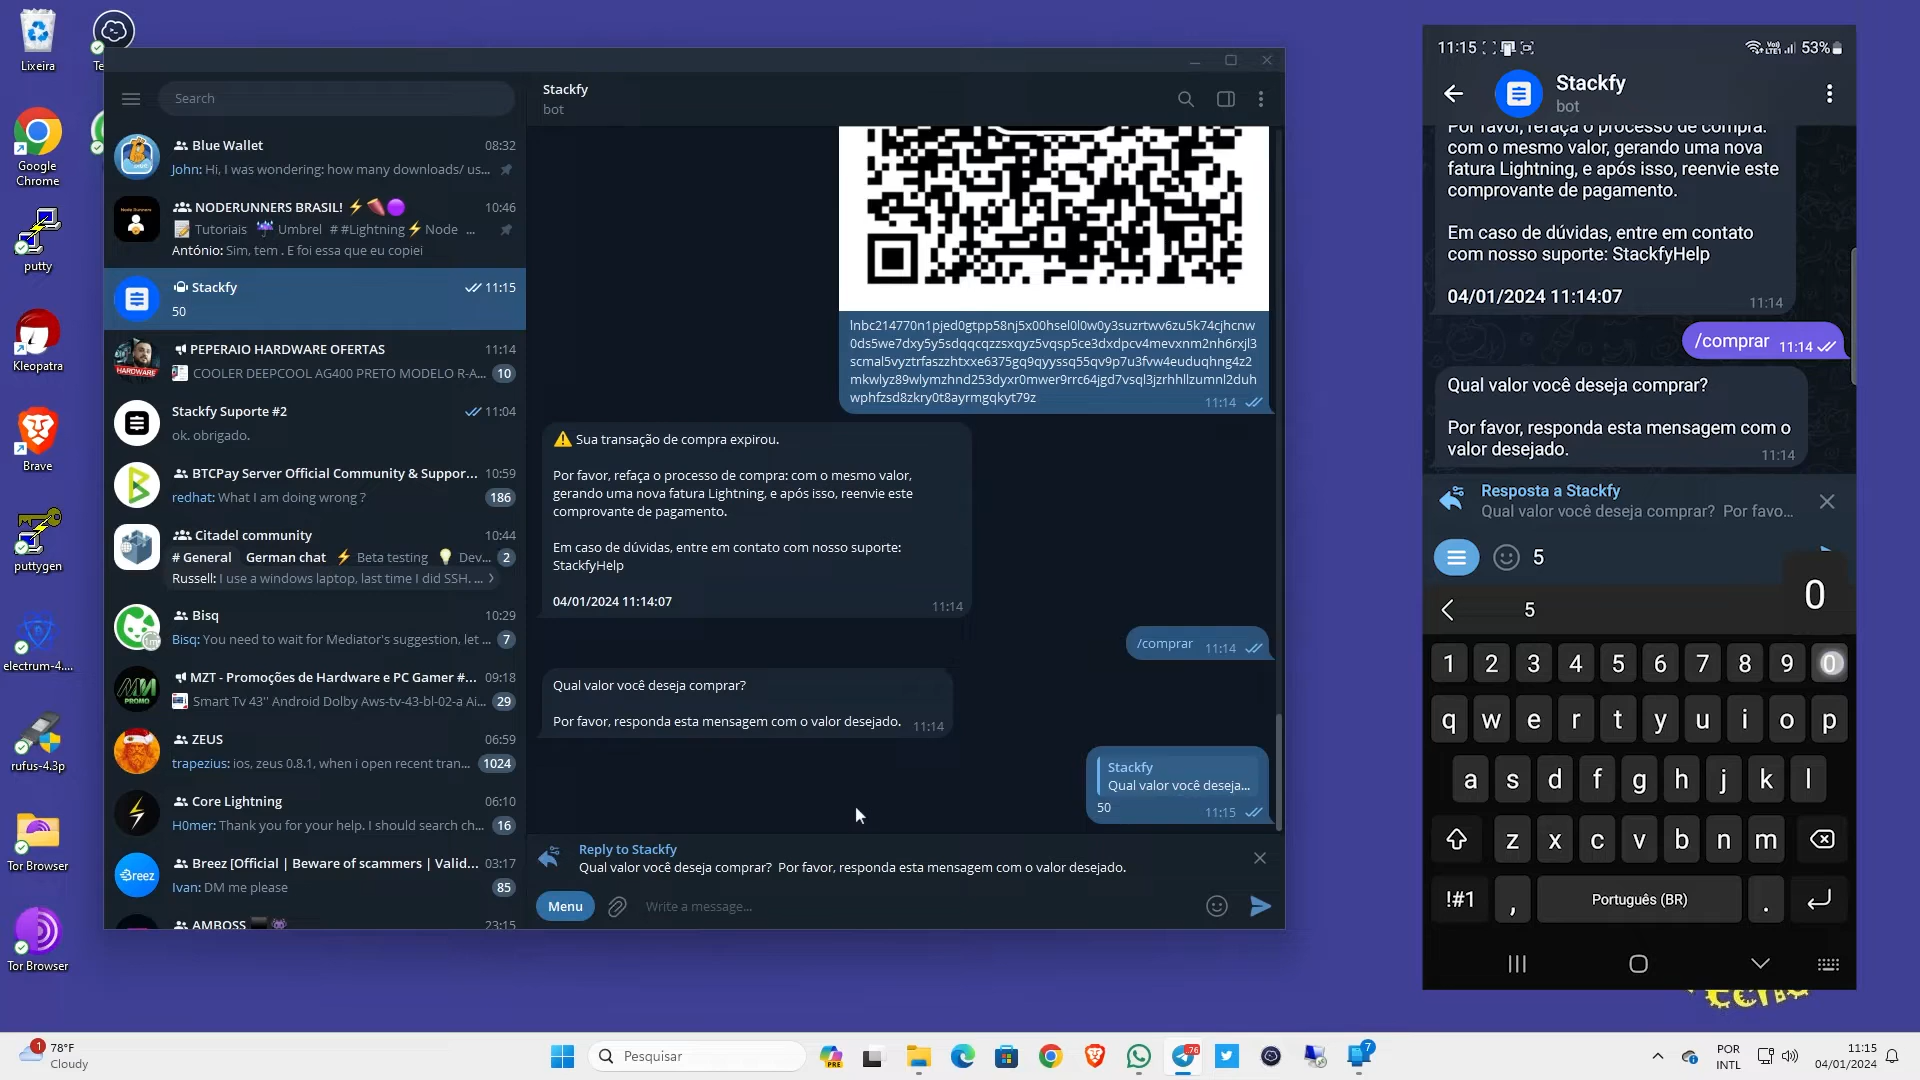 Lixeira
Google
Chrome
putty
Kleopatra
Brave
puttygen
electrum-4....
rufus-4.3p
Tor Browser
Tor Browser
Search
Blue Wallet
08:32
John: Hi, I was wondering: how many downloads/ us...
NODERUNNERS BRASIL!
10:46
Tutoriais Umbrel # #Lightning⚡Node ...
António: Sim, tem . E foi essa que eu copiei
Stackfy
11:15
50
PEPERAIO HARDWARE OFERTAS
11:14
COOLER DEEPCOOL AG400 PRETO MODELO R-A...
10
Stackfy Suporte #2
11:04
ok. obrigado.
BTCPay Server Official Community & Suppor...
10:59
redhat: What I am doing wrong ?
186
Citadel community
10:44
# General German chat ⚡ Beta testing 💡 Dev...
2
Russell: I use a windows laptop, last time I did SSH. ...
Bisq
10:29
Bisq: You need to wait for Mediator's suggestion, let ...
7
MZT - Promoções de Hardware e PC Gamer #...
09:18
Smart Tv 43'' Android Dolby Aws-tv-43-bl-02-a Ai...
29
ZEUS
06:59
trapezius: ios, zeus 0.8.1, when i open recent tran...
1024
Core Lightning
06:10
H0mer: Thank you for your help. I should search ch...
16
Breez [Official | Beware of scammers | Valid...
03:17
Ivan: DM me please
85
AMBOSS
23:15
Stackfy
bot
lnbc214770n1pjed0gtpp58nj5x00hsel0l0w0y3suzrtwv6zu5k74cjhcnw
0ds5we7dxy5y5sdqqcqzzsxqyz5vqsp5ce3dxdpcv4mevxnm2nh6rxjl3
scmal5vyztrfaszzhtxxe6375gq9qyyssq55qv9p7u3fvw4euduqhng4z2
mkwlyz89wlymzhnd253dyxr0mwer9rrc64jgd7vsql3jzrhhllzumnl2duh
wphfzsd8zkry0t8ayrmgqkyt79z
11:14
⚠ Sua transação de compra expirou.
Por favor, refaça o processo de compra: com o mesmo valor,
gerando uma nova fatura Lightning, e após isso, reenvie este
comprovante de pagamento.
Em caso de dúvidas, entre em contato com nosso suporte:
StackfyHelp
04/01/2024 11:14:07
11:14
/comprar
11:14
Qual valor você deseja comprar?
Por favor, responda esta mensagem com o valor desejado.
11:14
Stackfy
Qual valor você deseja...
50
11:15
Reply to Stackfy
Qual valor você deseja comprar? Por favor, responda esta mensagem com o valor desejado.
Menu
Write a message...
11:15
53%
Stackfy
bot
Por favor, refaça o processo de compra:
com o mesmo valor, gerando uma nova
fatura Lightning, e após isso, reenvie este
comprovante de pagamento.
Em caso de dúvidas, entre em contato
com nosso suporte: StackfyHelp
04/01/2024 11:14:07
11:14
/comprar
11:14
Qual valor você deseja comprar?
Por favor, responda esta mensagem com o
valor desejado.
11:14
Resposta a Stackfy
Qual valor você deseja comprar? Por favo...
5
5
0
1 2 3 4 5 6 7 8 9 0
q w e r t y u i o p
a s d f g h j k l
z x c v b n m
!#1 , Português (BR) .
78°F
Cloudy
1
Pesquisar
PRE
76
7
POR
INTL
11:15
04/01/2024